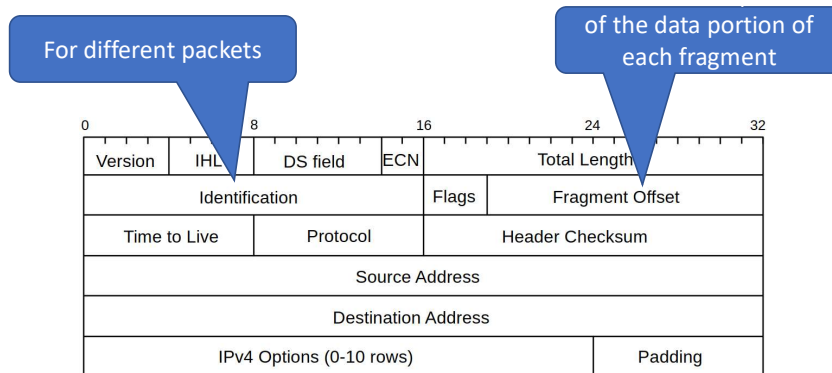 For different packets
of the data portion of
each fragment
0 8 16 24 32
Version IHL DS field ECN Total Length
Identification Flags Fragment Offset
Time to Live Protocol Header Checksum
Source Address
Destination Address
IPv4 Options (0-10 rows) Padding